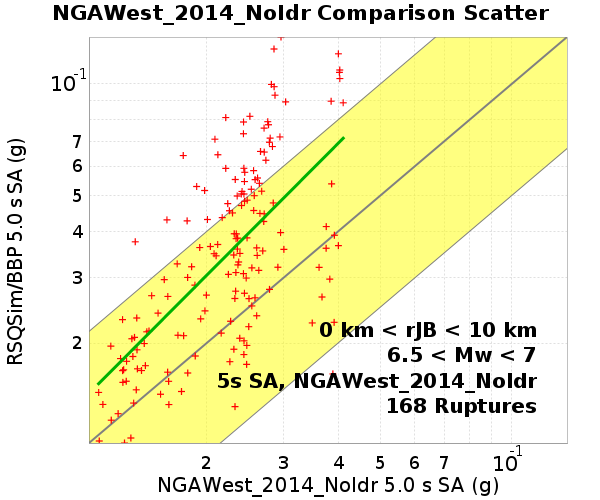 NGAWest_2014_NoIdr Comparison Scatter
RSQSim/BBP 5.0 s SA (g)
10-1
7
6
5
4
3
2
0 km < rJB < 10 km
6.5 < Mw < 7
5s SA, NGAWest_2014_NoIdr
168 Ruptures
2 3 4 5 6 7 10-1
NGAWest_2014_NoIdr 5.0 s SA (g)